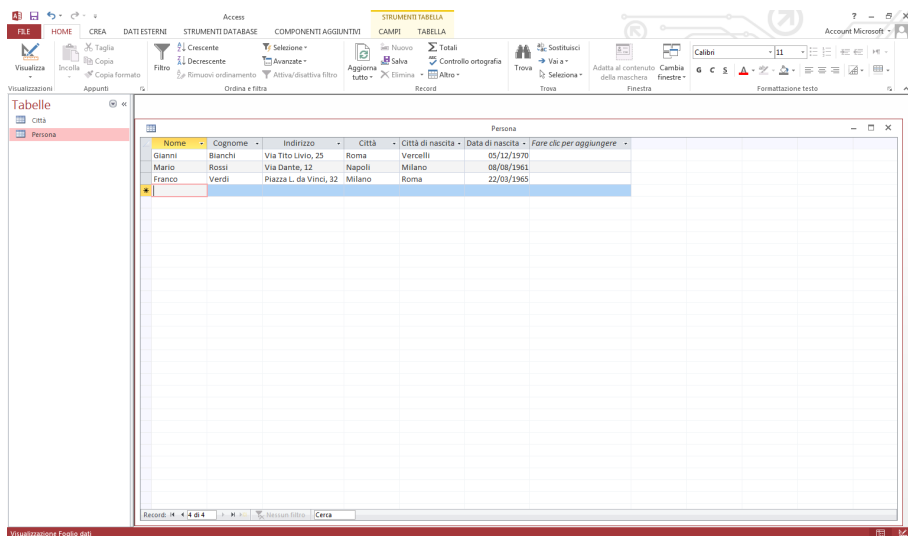 Access
STRUMENTI TABELLA
FILE HOME CREA DATI ESTERNI STRUMENTI DATABASE COMPONENTI AGGIUNTIVI CAMPI TABELLA Account Microsoft
Visualizza
Visualizzazioni
Incolla
Taglia
Copia
Copia formato
Appunti
Filtro
Crescente
Decrescente
Rimuovi ordinamento
Selezione
Avanzate
Attiva/disattiva filtro
Ordina e filtra
Aggiorna
tutto
Nuovo
Salva
Elimina
Totali
Controllo ortografia
Altro
Record
Trova
Sostituisci
Vai a
Seleziona
Trova
Adatta al contenuto
della maschera
Cambia
finestre
Finestra
Calibri 11
G C S A
Formattazione testo
Tabelle
Città
Persona
Persona
Nome Cognome Indirizzo Città Città di nascita Data di nascita Fare clic per aggiungere
Gianni Bianchi Via Tito Livio, 25 Roma Vercelli 05/12/1970
Mario Rossi Via Dante, 12 Napoli Milano 08/08/1961
Franco Verdi Piazza L. da Vinci, 32 Milano Roma 22/03/1965
Record: 4 di 4 Nessun filtro Cerca
Visualizzazione Foglio dati